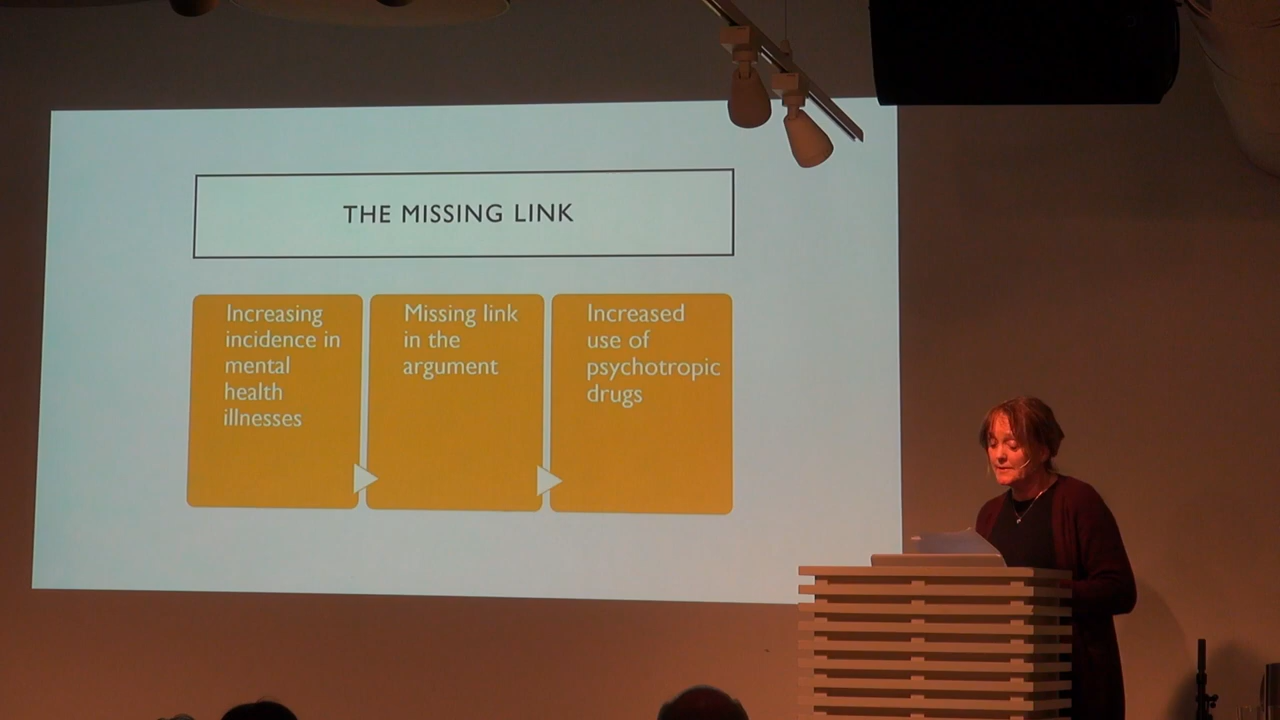 THE MISSING LINK
Increasing
incidence in
mental
health
illnesses
Missing link
in the
argument
Increased
use of
psychotropic
drugs